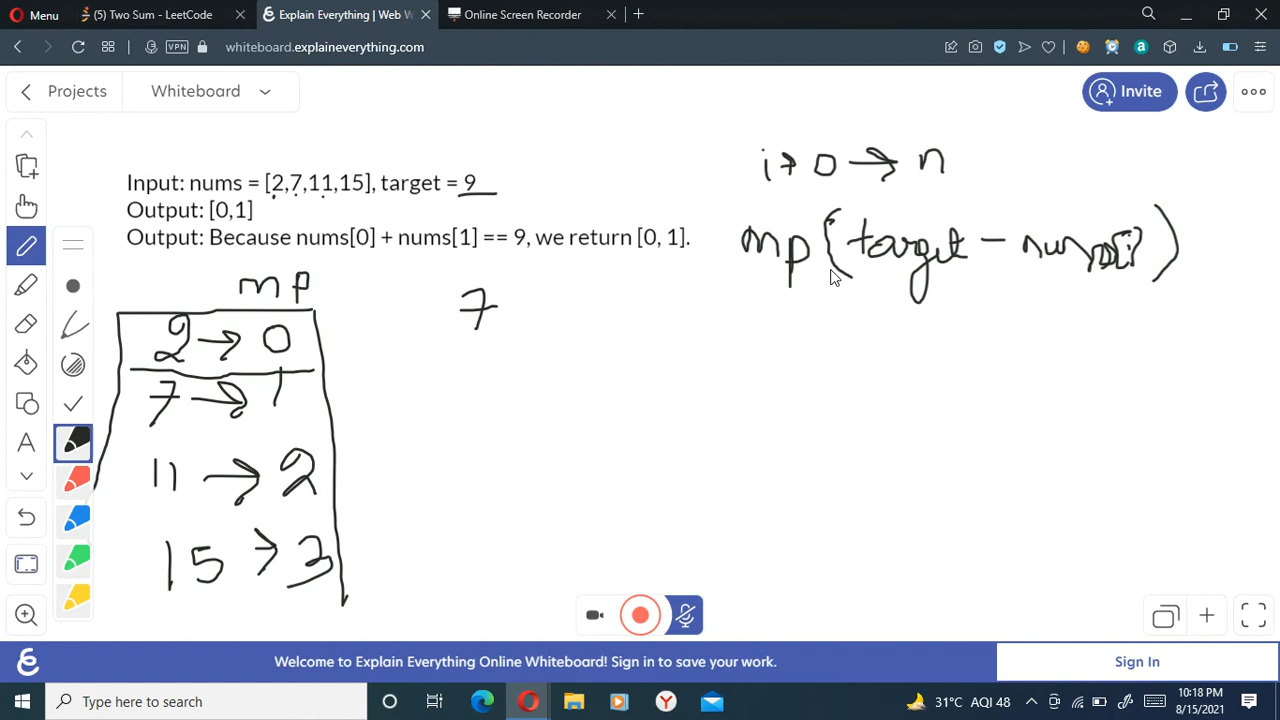 Menu
(5) Two Sum - LeetCode
Explain Everything | Web W
Online Screen Recorder
VPN
whiteboard.explaineverything.com
Projects
Whiteboard
Invite
Input: nums = [2,7,11,15], target = 9
Output: [0,1]
Output: Because nums[0] + nums[1] == 9, we return [0, 1].
i → 0 → n
mp(target - nums[i])
mp
7
2 → 0
7 → 1
11 → 2
15 → 3
A
Welcome to Explain Everything Online Whiteboard! Sign in to save your work.
Sign In
Type here to search
31°C AQI 48
10:18 PM
8/15/2021